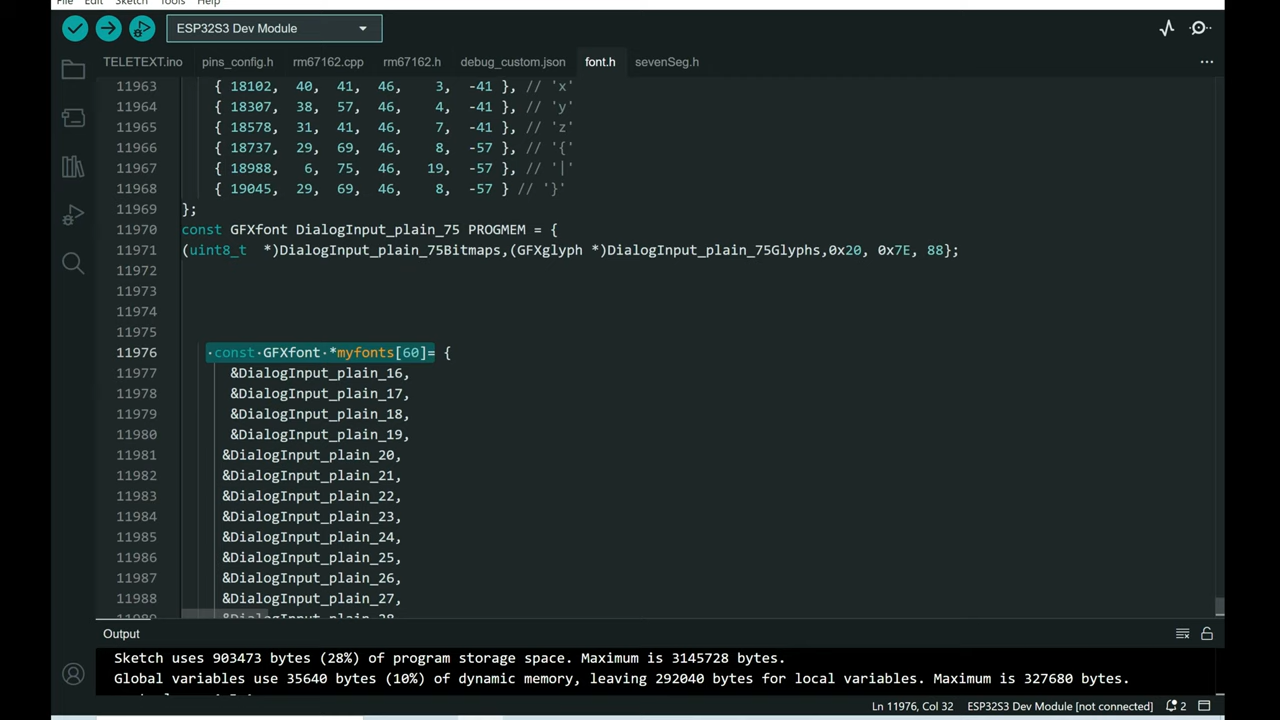 File Edit Sketch Tools Help
ESP32S3 Dev Module
TELETEXT.ino pins_config.h rm67162.cpp rm67162.h debug_custom.json font.h sevenSeg.h
11963 { 18102, 40, 41, 46, 3, -41 }, // 'x'
11964 { 18307, 38, 57, 46, 4, -41 }, // 'y'
11965 { 18578, 31, 41, 46, 7, -41 }, // 'z'
11966 { 18737, 29, 69, 46, 8, -57 }, // '{'
11967 { 18988, 6, 75, 46, 19, -57 }, // '|'
11968 { 19045, 29, 69, 46, 8, -57 } // '}'
11969 };
11970 const GFXfont DialogInput_plain_75 PROGMEM = {
11971 (uint8_t *)DialogInput_plain_75Bitmaps,(GFXglyph *)DialogInput_plain_75Glyphs,0x20, 0x7E, 88};
11972
11973
11974
11975
11976 const GFXfont *myfonts[60]= {
11977 &DialogInput_plain_16,
11978 &DialogInput_plain_17,
11979 &DialogInput_plain_18,
11980 &DialogInput_plain_19,
11981 &DialogInput_plain_20,
11982 &DialogInput_plain_21,
11983 &DialogInput_plain_22,
11984 &DialogInput_plain_23,
11985 &DialogInput_plain_24,
11986 &DialogInput_plain_25,
11987 &DialogInput_plain_26,
11988 &DialogInput_plain_27,
11989 &DialogInput_plain_28,
Output
Sketch uses 903473 bytes (28%) of program storage space. Maximum is 3145728 bytes.
Global variables use 35640 bytes (10%) of dynamic memory, leaving 292040 bytes for local variables. Maximum is 327680 bytes.
Ln 11976, Col 32 ESP32S3 Dev Module [not connected] 2